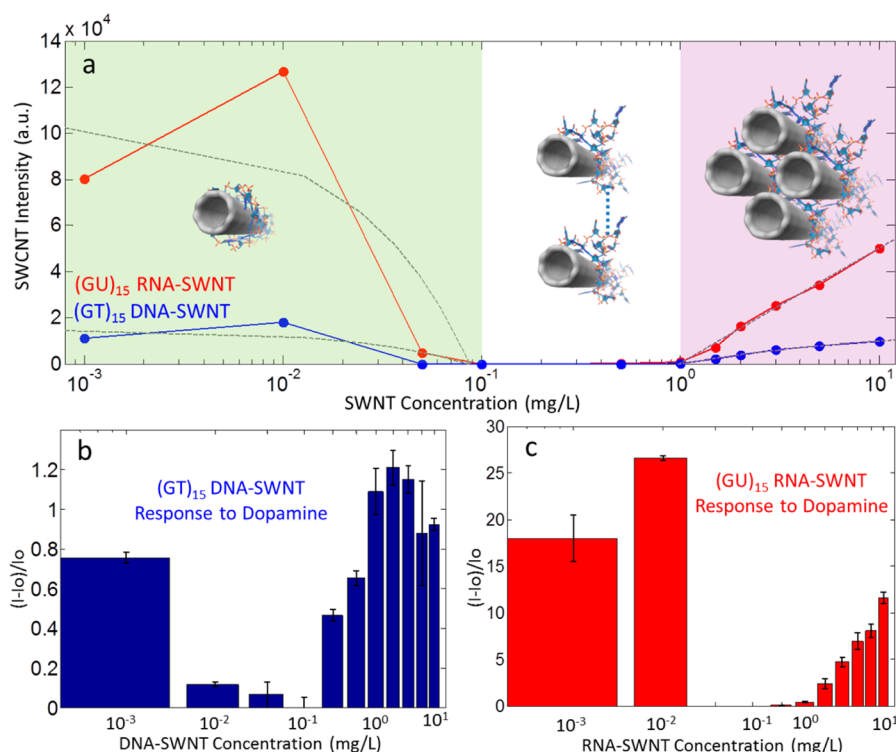 × 10⁴
a
14
12
10
8
6
4
2
0
SWCNT Intensity (a.u.)
(GU)₁₅ RNA-SWNT
(GT)₁₅ DNA-SWNT
10⁻³
10⁻²
10⁻¹
10⁰
10¹
SWNT Concentration (mg/L)
b
(GT)₁₅ DNA-SWNT
Response to Dopamine
1.2
1
0.8
0.6
0.4
0.2
0
(I-Io)/Io
10⁻³
10⁻²
10⁻¹
10⁰
10¹
DNA-SWNT Concentration (mg/L)
c
(GU)₁₅ RNA-SWNT
Response to Dopamine
30
25
20
15
10
5
0
(I-Io)/Io
10⁻³
10⁻²
10⁻¹
10⁰
10¹
RNA-SWNT Concentration (mg/L)